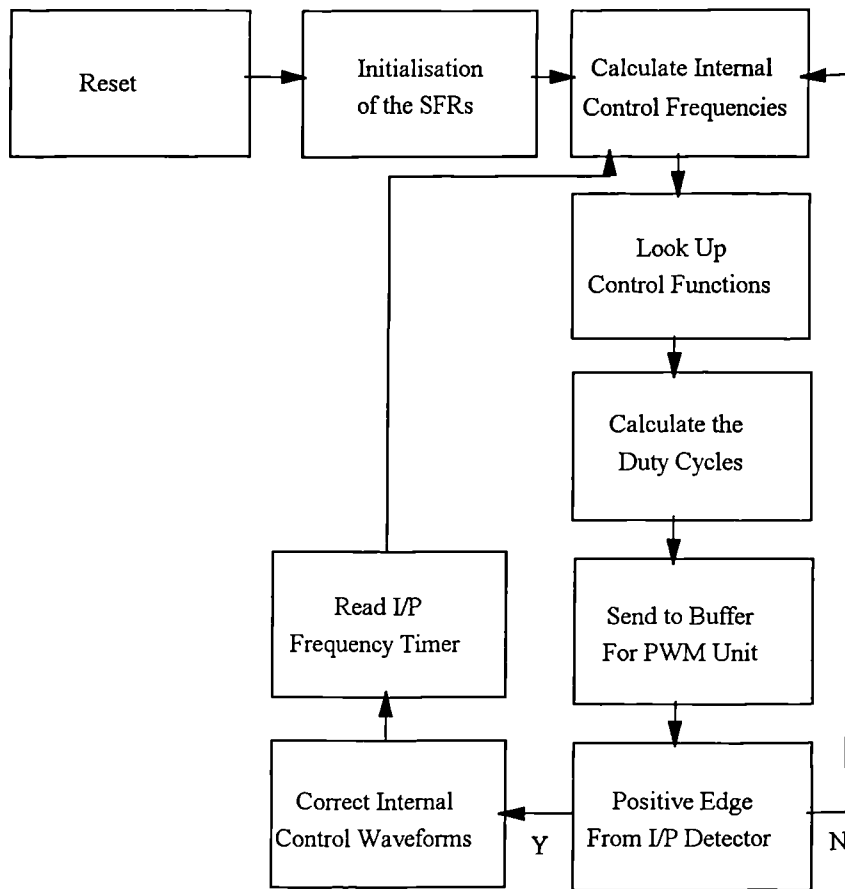 Reset
Initialisation
of the SFRs
Calculate Internal
Control Frequencies
Look Up
Control Functions
Calculate the
Duty Cycles
Send to Buffer
For PWM Unit
Read I/P
Frequency Timer
Positive Edge
From I/P Detector
Correct Internal
Control Waveforms
Y
N